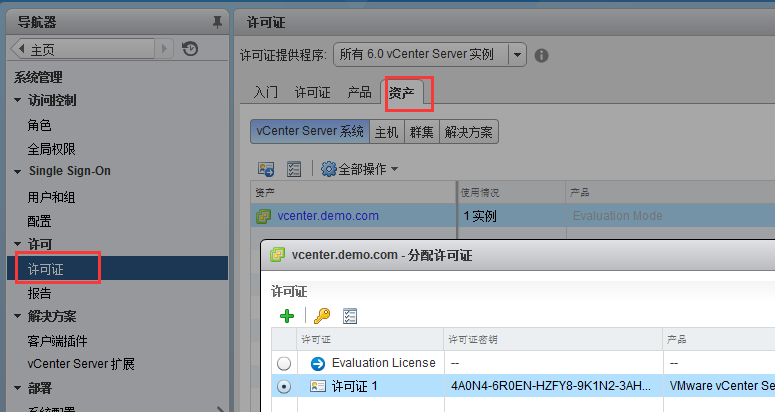 导航器
主页
系统管理
访问控制
角色
全局权限
Single Sign-On
用户和组
配置
许可
许可证
报告
解决方案
客户端插件
vCenter Server 扩展
部署
系统配置
许可证
许可证提供程序: 所有 6.0 vCenter Server 实例
入门 许可证 产品 资产
vCenter Server 系统 主机 群集 解决方案
全部操作
资产 使用情况 产品
vcenter.demo.com 1 实例 Evaluation Mode
vcenter.demo.com - 分配许可证
许可证
许可证 许可证密钥 产品
Evaluation License -- --
许可证 1 4A0N4-6R0EN-HZFY8-9K1N2-3AH... VMware vCenter Se